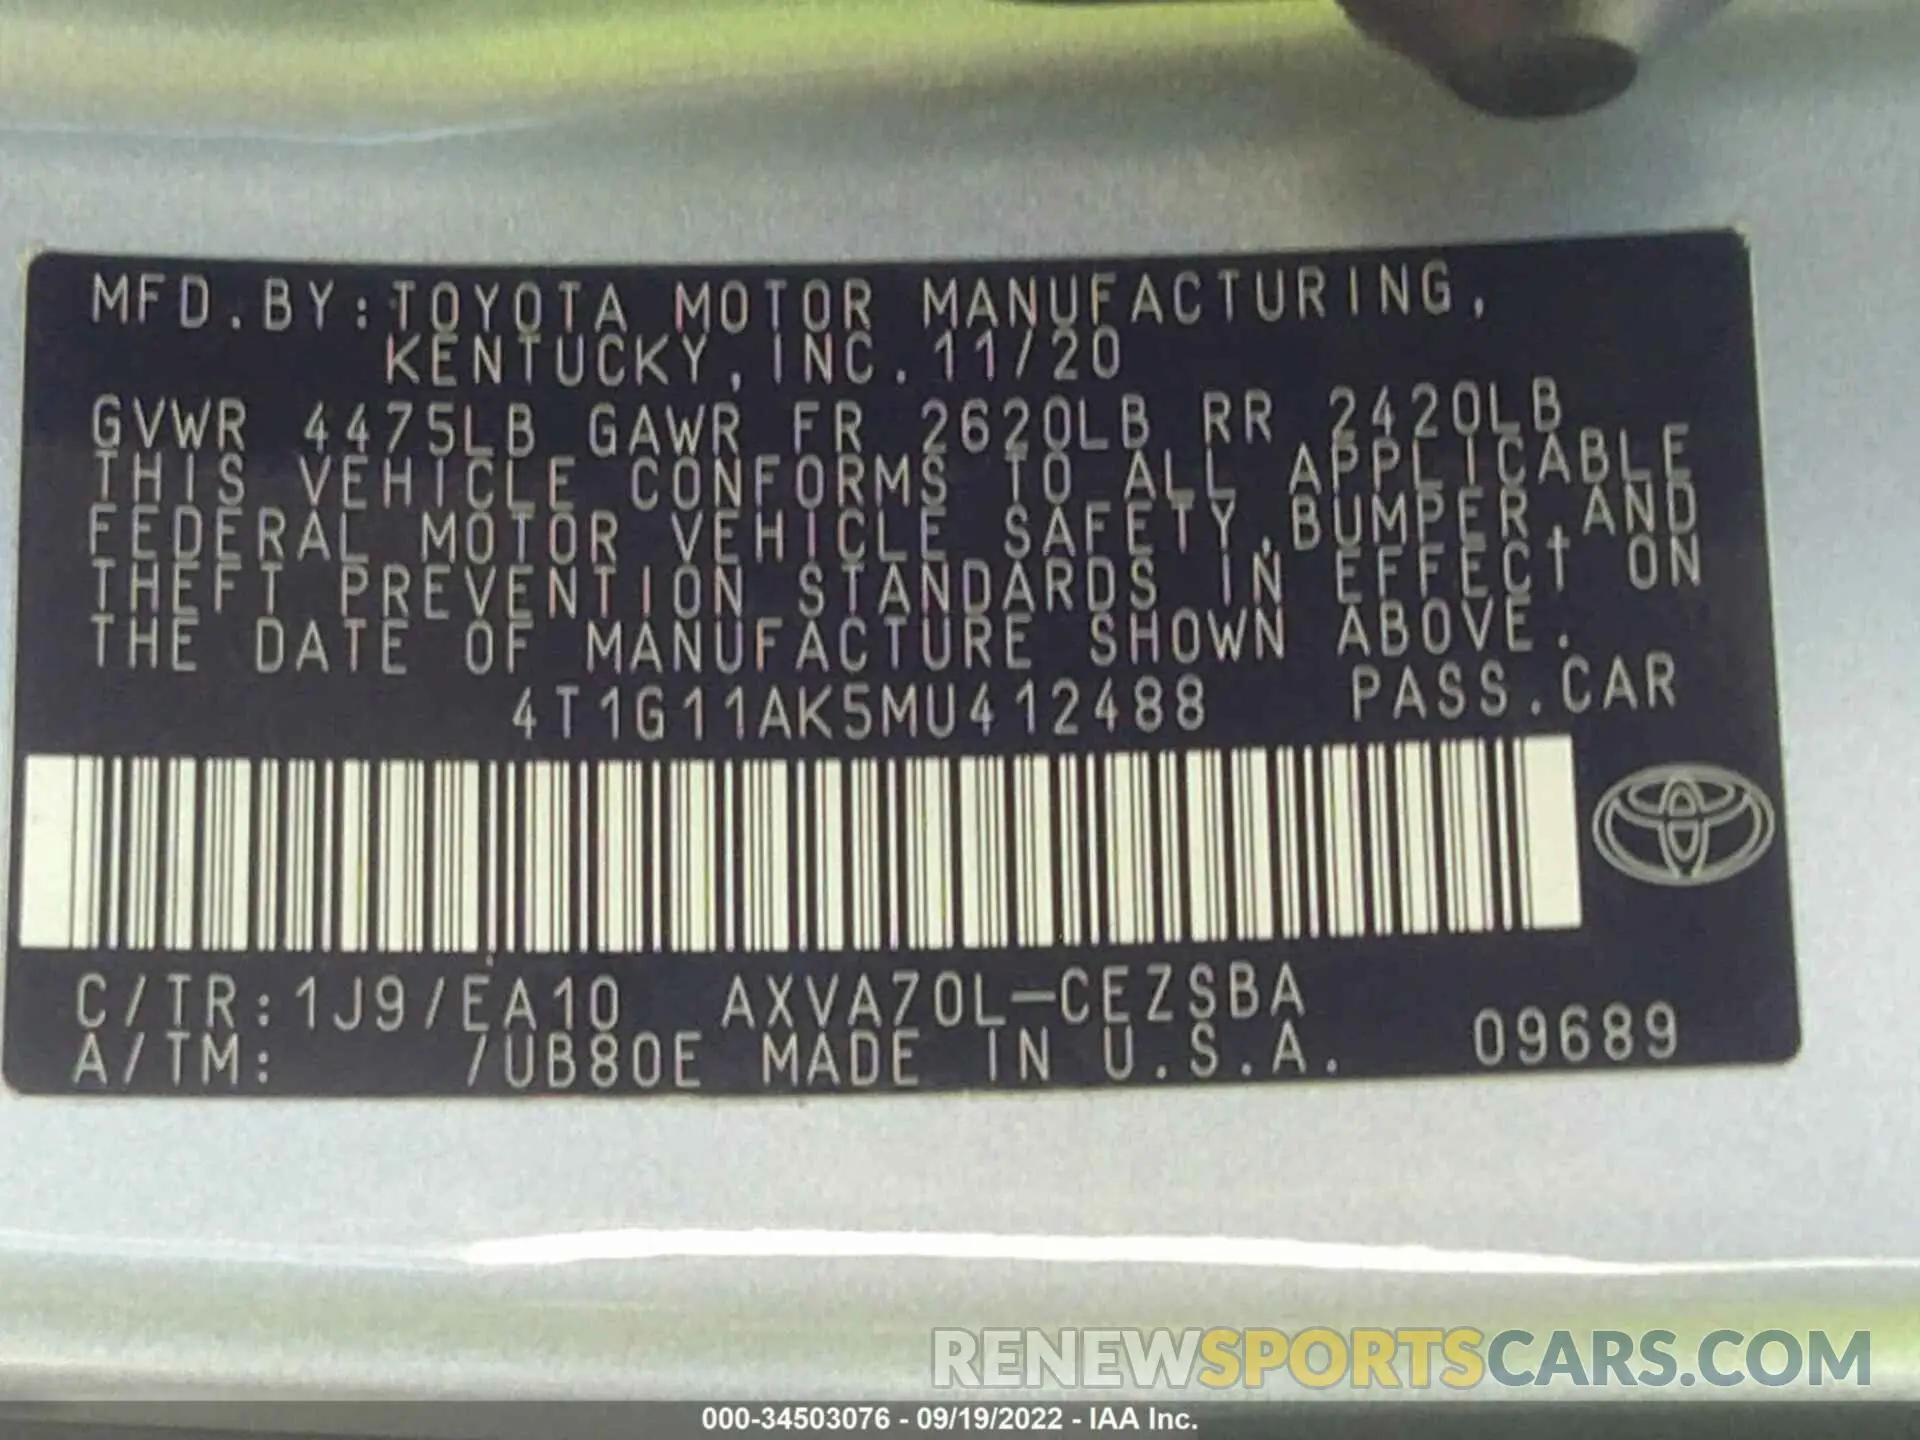 MFD.BY:TOYOTA MOTOR MANUFACTURING,
KENTUCKY,INC. 11/20
GVWR 4475LB GAWR FR 2620LB RR 2420LB
THIS VEHICLE CONFORMS TO ALL APPLICABLE
FEDERAL MOTOR VEHICLE SAFETY,BUMPER,AND
THEFT PREVENTION STANDARDS IN EFFECT ON
THE DATE OF MANUFACTURE SHOWN ABOVE.
4T1G11AK5MU412488 PASS.CAR
C/TR:1J9/EA10 AXVA70L-CEZSBA
A/TM: 7UB80E MADE IN U.S.A. 09689
RENEWSPORTSCARS.COM
000-34503076 - 09/19/2022 - IAA Inc.